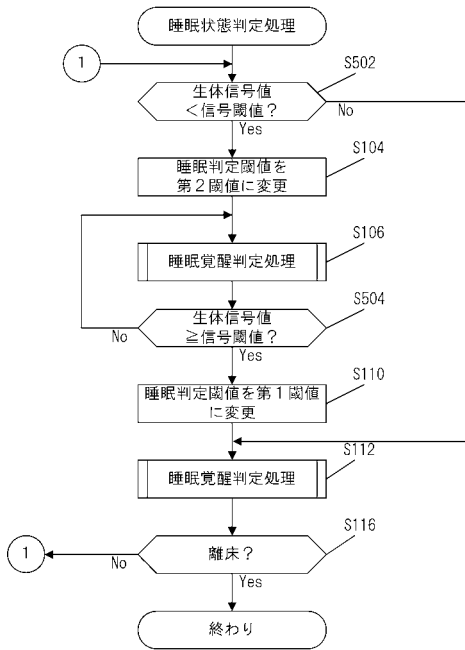 睡眠状態判定処理
1
S502
生体信号値
＜信号閾値？
No
Yes
S104
睡眠判定閾値を
第２閾値に変更
S106
睡眠覚醒判定処理
S504
生体信号値
≧信号閾値？
No
Yes
S110
睡眠判定閾値を第１閾値
に変更
S112
睡眠覚醒判定処理
S116
1
離床？
No
Yes
終わり